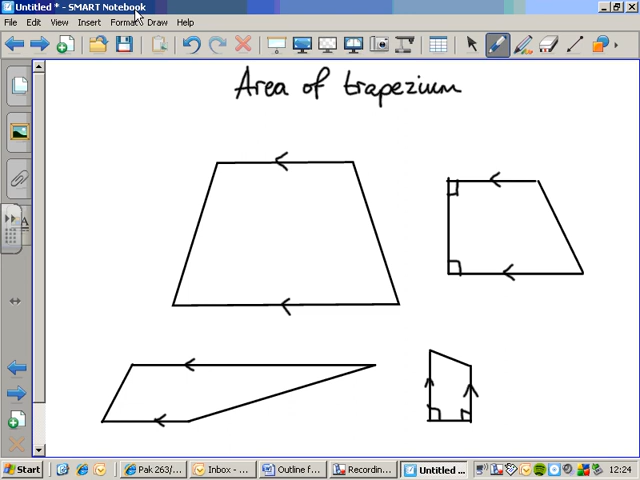 Untitled * - SMART Notebook
File Edit View Insert Format Draw Help
Area of trapezium
Start Pak 263/... Inbox - ... Outline f... Recordin... Untitled ... 12:24